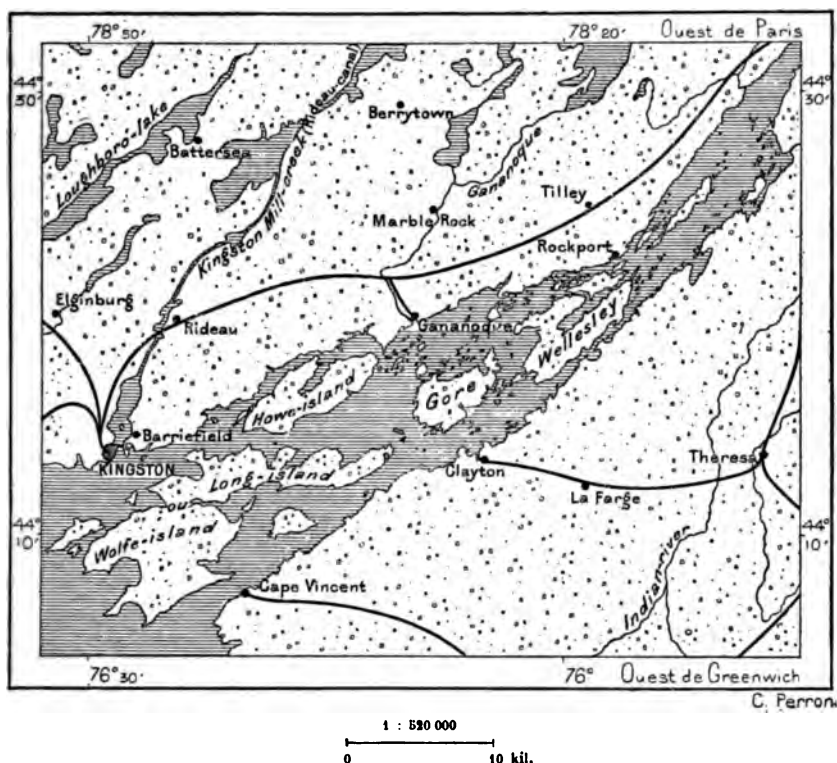 78° 50' 78° 20' Ouest de Paris
44° 50' 44° 30'
Berrytown
Loughboro-lake
Battersea
Kingston Mill-creek (Rideau canal)
Gananoque
Tilley
Marble Rock
Rockport
Elginburg
Rideau
Gananoque
Wellesley
Howe-island
Gore
Barriefield
KINGSTON
Long-island
Clayton
Theresa
La Farge
ou
44° 10' 44° 10'
Wolfe-island
Indian-river
Cape Vincent
76° 30' 76° Ouest de Greenwich
C. Perron
1 : 520 000
0 10 kil.